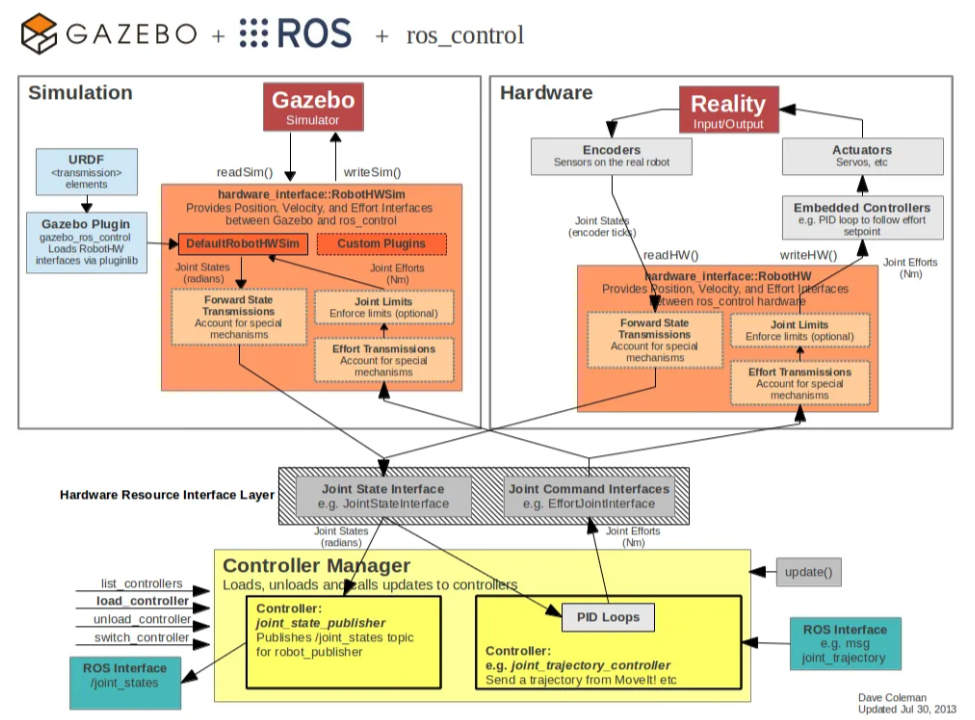 GAZEBO + ROS + ros_control
Simulation
Gazebo
Simulator
URDF
<transmission>
elements
readSim()
writeSim()
Gazebo Plugin
gazebo_ros_control
Loads RobotHW
interfaces via pluginlib
hardware_interface::RobotHWSim
Provides Position, Velocity, and Effort Interfaces
between Gazebo and ros_control
DefaultRobotHWSim
Custom Plugins
Joint States
(radians)
Joint Efforts
(Nm)
Forward State
Transmissions
Account for special
mechanisms
Joint Limits
Enforce limits (optional)
Effort Transmissions
Account for special
mechanisms
Hardware
Reality
Input/Output
Encoders
Sensors on the real robot
Actuators
Servos, etc
Embedded Controllers
e.g. PID loop to follow effort
setpoint
Joint States
(encoder ticks)
readHW()
writeHW()
Joint Efforts
(Nm)
hardware_interface::RobotHW
Provides Position, Velocity, and Effort Interfaces
between ros_control hardware
Forward State
Transmissions
Account for special
mechanisms
Joint Limits
Enforce limits (optional)
Effort Transmissions
Account for special
mechanisms
Hardware Resource Interface Layer
Joint State Interface
e.g. JointStateInterface
Joint Command Interfaces
e.g. EffortJointInterface
Joint States
(radians)
Joint Efforts
(Nm)
Controller Manager
Loads, unloads and calls updates to controllers
update()
list_controllers
load_controller
unload_controller
switch_controller
Controller:
joint_state_publisher
Publishes /joint_states topic
for robot_publisher
PID Loops
Controller:
e.g. joint_trajectory_controller
Send a trajectory from MoveIt! etc
ROS Interface
e.g. msg
joint_trajectory
ROS Interface
/joint_states
Dave Coleman
Updated Jul 30, 2013